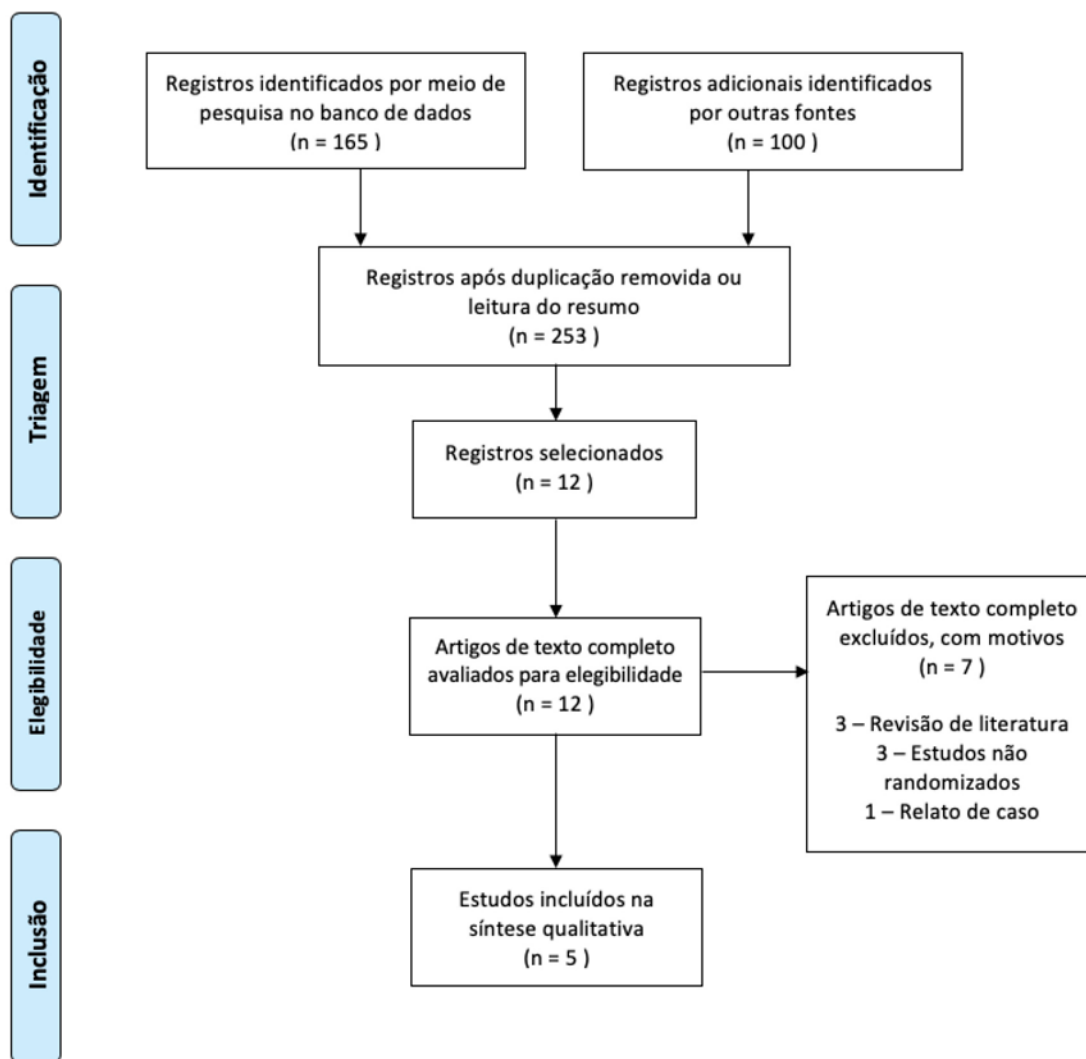 Identificação
Registros identificados por meio de
pesquisa no banco de dados
(n = 165 )
Registros adicionais identificados
por outras fontes
(n = 100 )
Triagem
Registros após duplicação removida ou
leitura do resumo
(n = 253 )
Registros selecionados
(n = 12 )
Elegibilidade
Artigos de texto completo
avaliados para elegibilidade
(n = 12 )
Artigos de texto completo
excluídos, com motivos
(n = 7 )
3 – Revisão de literatura
3 – Estudos não
randomizados
1 – Relato de caso
Inclusão
Estudos incluídos na
síntese qualitativa
(n = 5 )